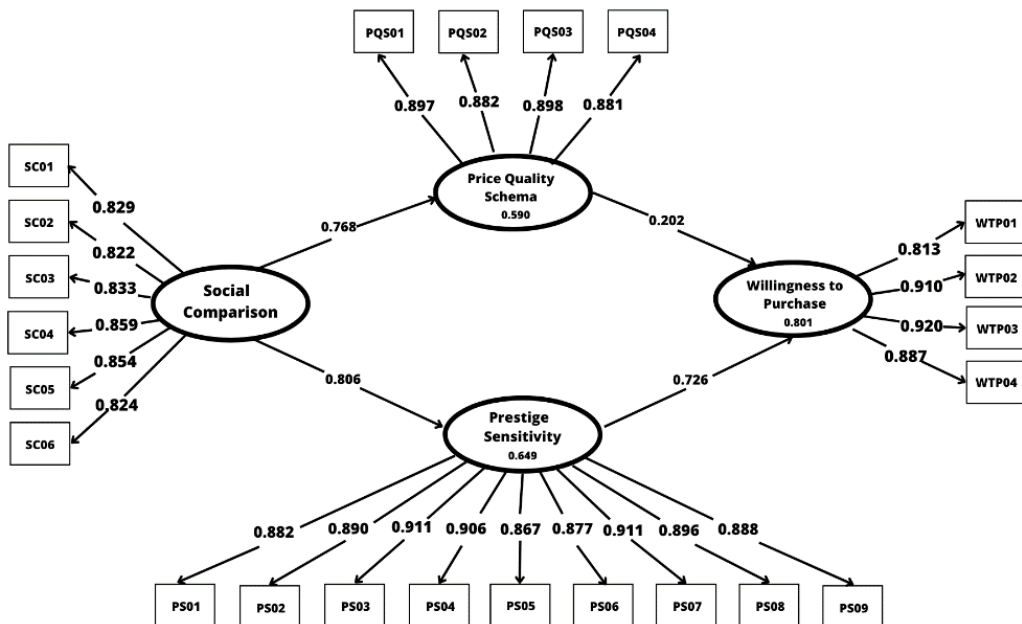 PQS01
PQS02
PQS03
PQS04
0.897
0.882
0.898
0.881
SC01
SC02
SC03
SC04
SC05
SC06
0.829
0.822
0.833
0.859
0.854
0.824
Social
Comparison
0.768
0.806
Price Quality
Schema
0.590
0.202
Prestige
Sensitivity
0.649
0.726
Willingness to
Purchase
0.801
0.813
0.910
0.920
0.887
WTP01
WTP02
WTP03
WTP04
0.882
0.890
0.911
0.906
0.867
0.877
0.911
0.896
0.888
PS01
PS02
PS03
PS04
PS05
PS06
PS07
PS08
PS09